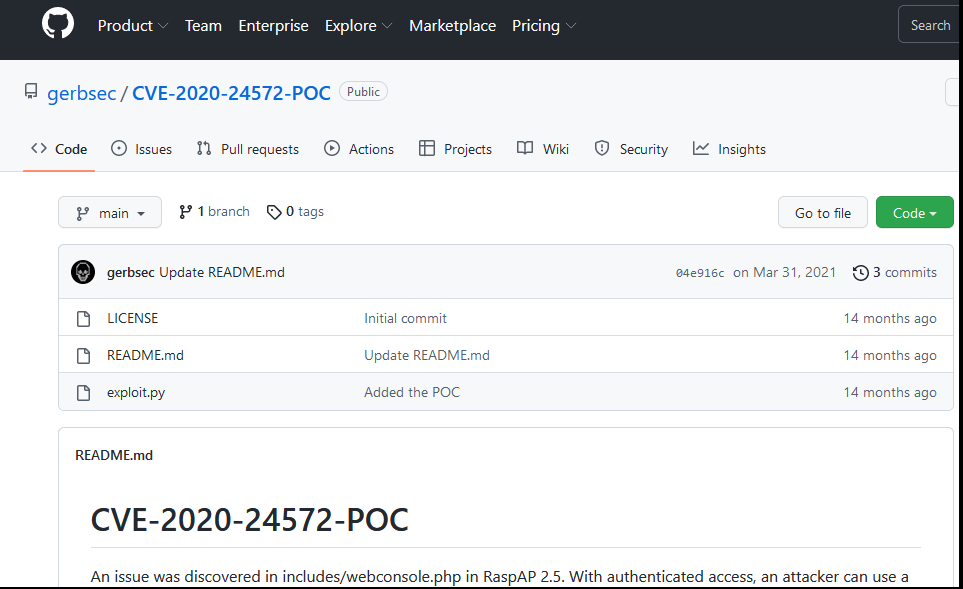 Product Team Enterprise Explore Marketplace Pricing Search
gerbsec / CVE-2020-24572-POC Public
Code Issues Pull requests Actions Projects Wiki Security Insights
main 1 branch 0 tags Go to file Code
gerbsec Update README.md 04e916c on Mar 31, 2021 3 commits
LICENSE Initial commit 14 months ago
README.md Update README.md 14 months ago
exploit.py Added the POC 14 months ago
README.md
CVE-2020-24572-POC
An issue was discovered in includes/webconsole.php in RaspAP 2.5. With authenticated access, an attacker can use a